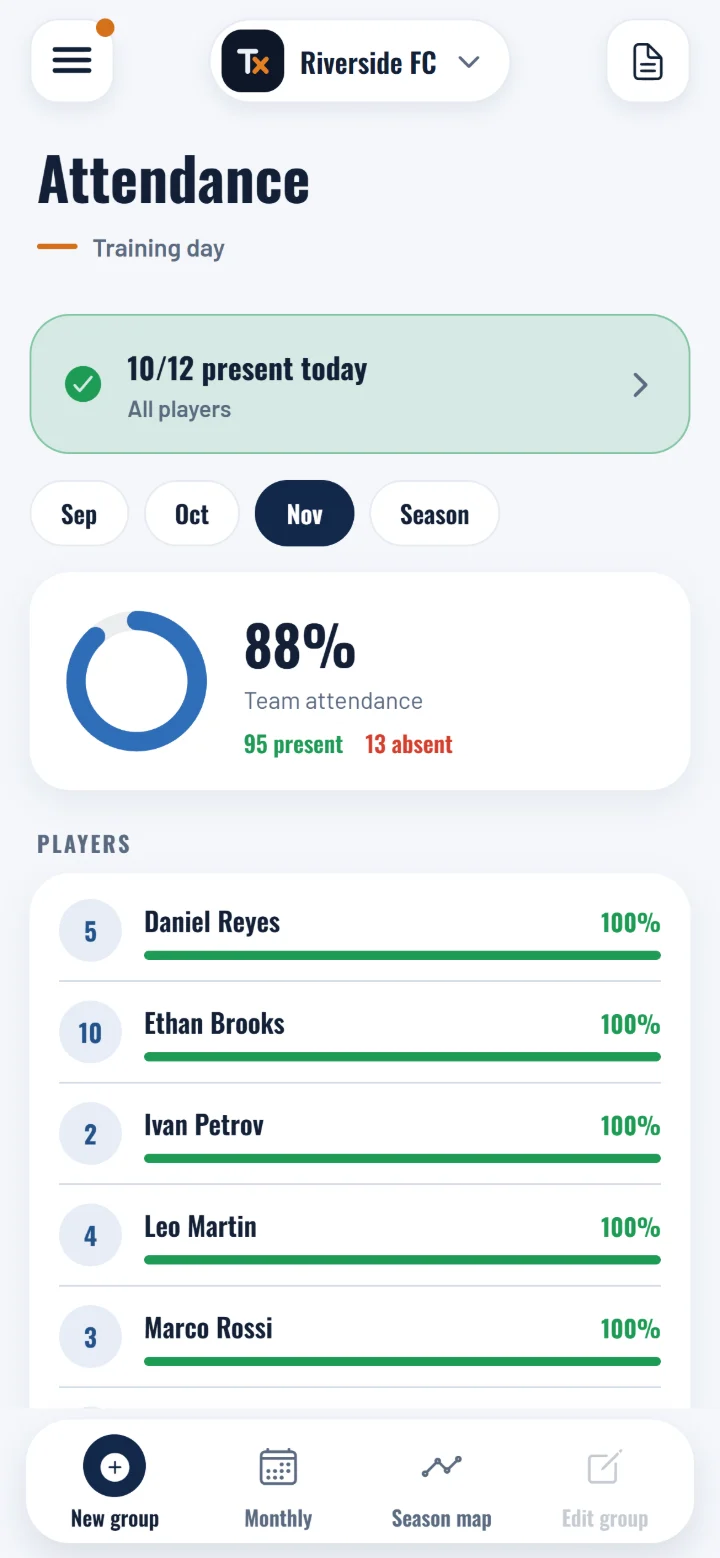 Tx Riverside FC
Attendance
Training day
10/12 present today
All players
Sep Oct Nov Season
88%
Team attendance
95 present 13 absent
PLAYERS
5 Daniel Reyes 100%
10 Ethan Brooks 100%
2 Ivan Petrov 100%
4 Leo Martin 100%
3 Marco Rossi 100%
New group Monthly Season map Edit group